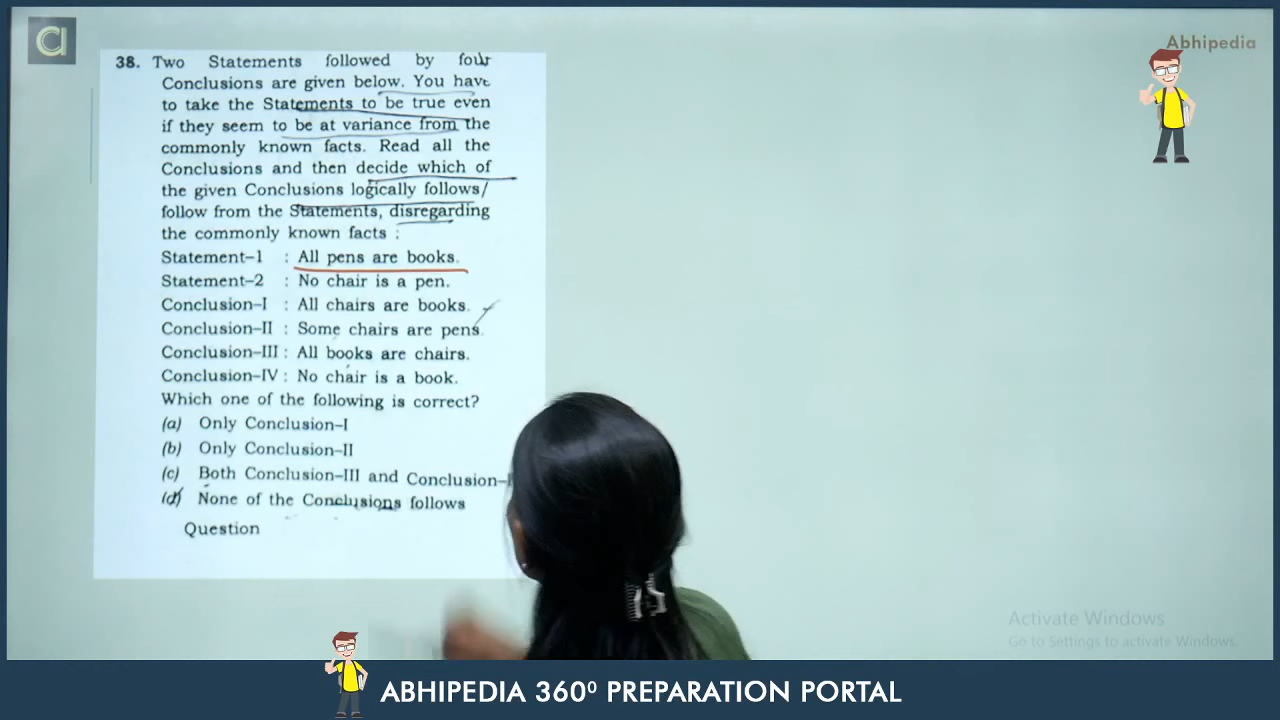 a
Abhipedia
38. Two Statements followed by four
Conclusions are given below. You have
to take the Statements to be true even
if they seem to be at variance from the
commonly known facts. Read all the
Conclusions and then decide which of
the given Conclusions logically follows/
follow from the Statements, disregarding
the commonly known facts :
Statement–1 : All pens are books.
Statement–2 : No chair is a pen.
Conclusion–I : All chairs are books.
Conclusion–II : Some chairs are pens.
Conclusion–III : All books are chairs.
Conclusion–IV : No chair is a book.
Which one of the following is correct?
(a) Only Conclusion–I
(b) Only Conclusion–II
(c) Both Conclusion–III and Conclusion–
(d) None of the Conclusions follows
Question
Activate Windows
Go to Settings to activate Windows.
ABHIPEDIA 360⁰ PREPARATION PORTAL